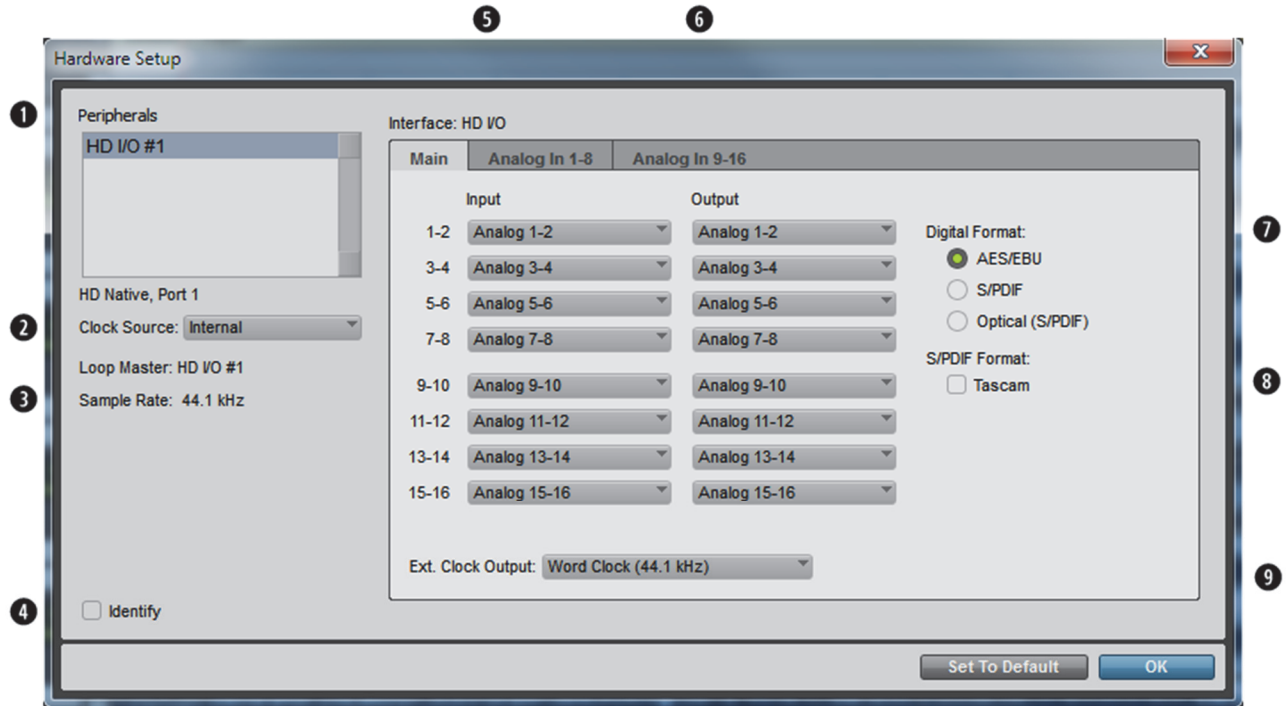 5 6
Hardware Setup
1
Peripherals
HD I/O #1
HD Native, Port 1
2
Clock Source: Internal
Loop Master: HD I/O #1
3
Sample Rate: 44.1 kHz
4
Identify
Interface: HD I/O
Main Analog In 1-8 Analog In 9-16
Input Output
1-2 Analog 1-2 Analog 1-2
3-4 Analog 3-4 Analog 3-4
5-6 Analog 5-6 Analog 5-6
7-8 Analog 7-8 Analog 7-8
9-10 Analog 9-10 Analog 9-10
11-12 Analog 11-12 Analog 11-12
13-14 Analog 13-14 Analog 13-14
15-16 Analog 15-16 Analog 15-16
Ext. Clock Output: Word Clock (44.1 kHz)
Digital Format:
7
AES/EBU
S/PDIF
Optical (S/PDIF)
S/PDIF Format:
Tascam
8
9
Set To Default OK